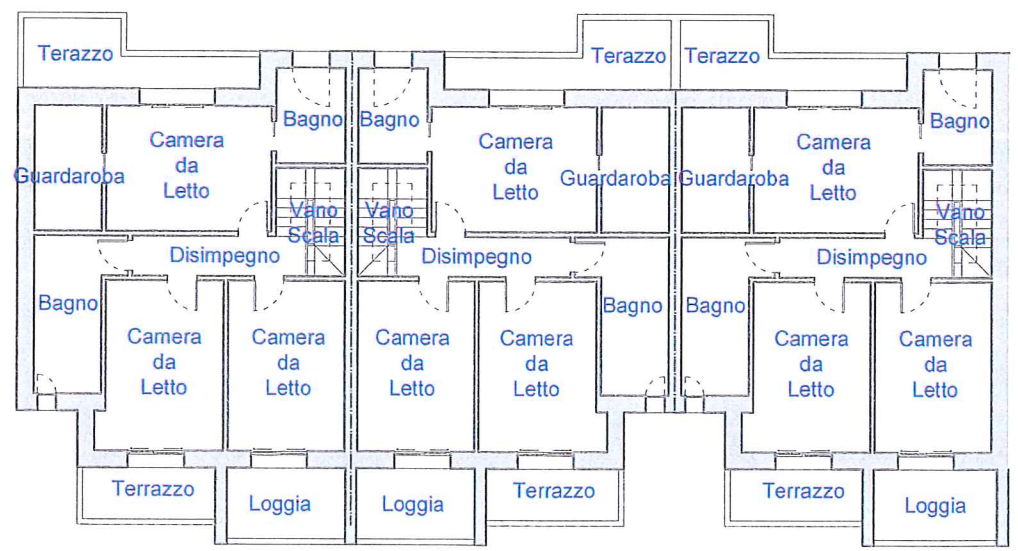 Terazzo
Terazzo
Terazzo
Bagno
Bagno
Bagno
Camera
da
Letto
Camera
da
Letto
Camera
da
Letto
Guardaroba
Guardaroba
Guardaroba
Vano
Scala
Vano
Scala
Vano
Scala
Disimpegno
Disimpegno
Disimpegno
Bagno
Bagno
Bagno
Camera
da
Letto
Camera
da
Letto
Camera
da
Letto
Camera
da
Letto
Camera
da
Letto
Camera
da
Letto
Terrazzo
Loggia
Loggia
Terrazzo
Terrazzo
Loggia